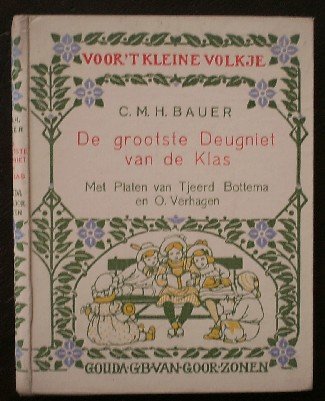 VOOR'T KLEINE VOLKJE
C. M. H. BAUER
De grootste Deugniet
van de Klas
Met Platen van Tjeerd Bottema
en O. Verhagen
GOUDA·G·B·VAN·GOOR·ZONEN